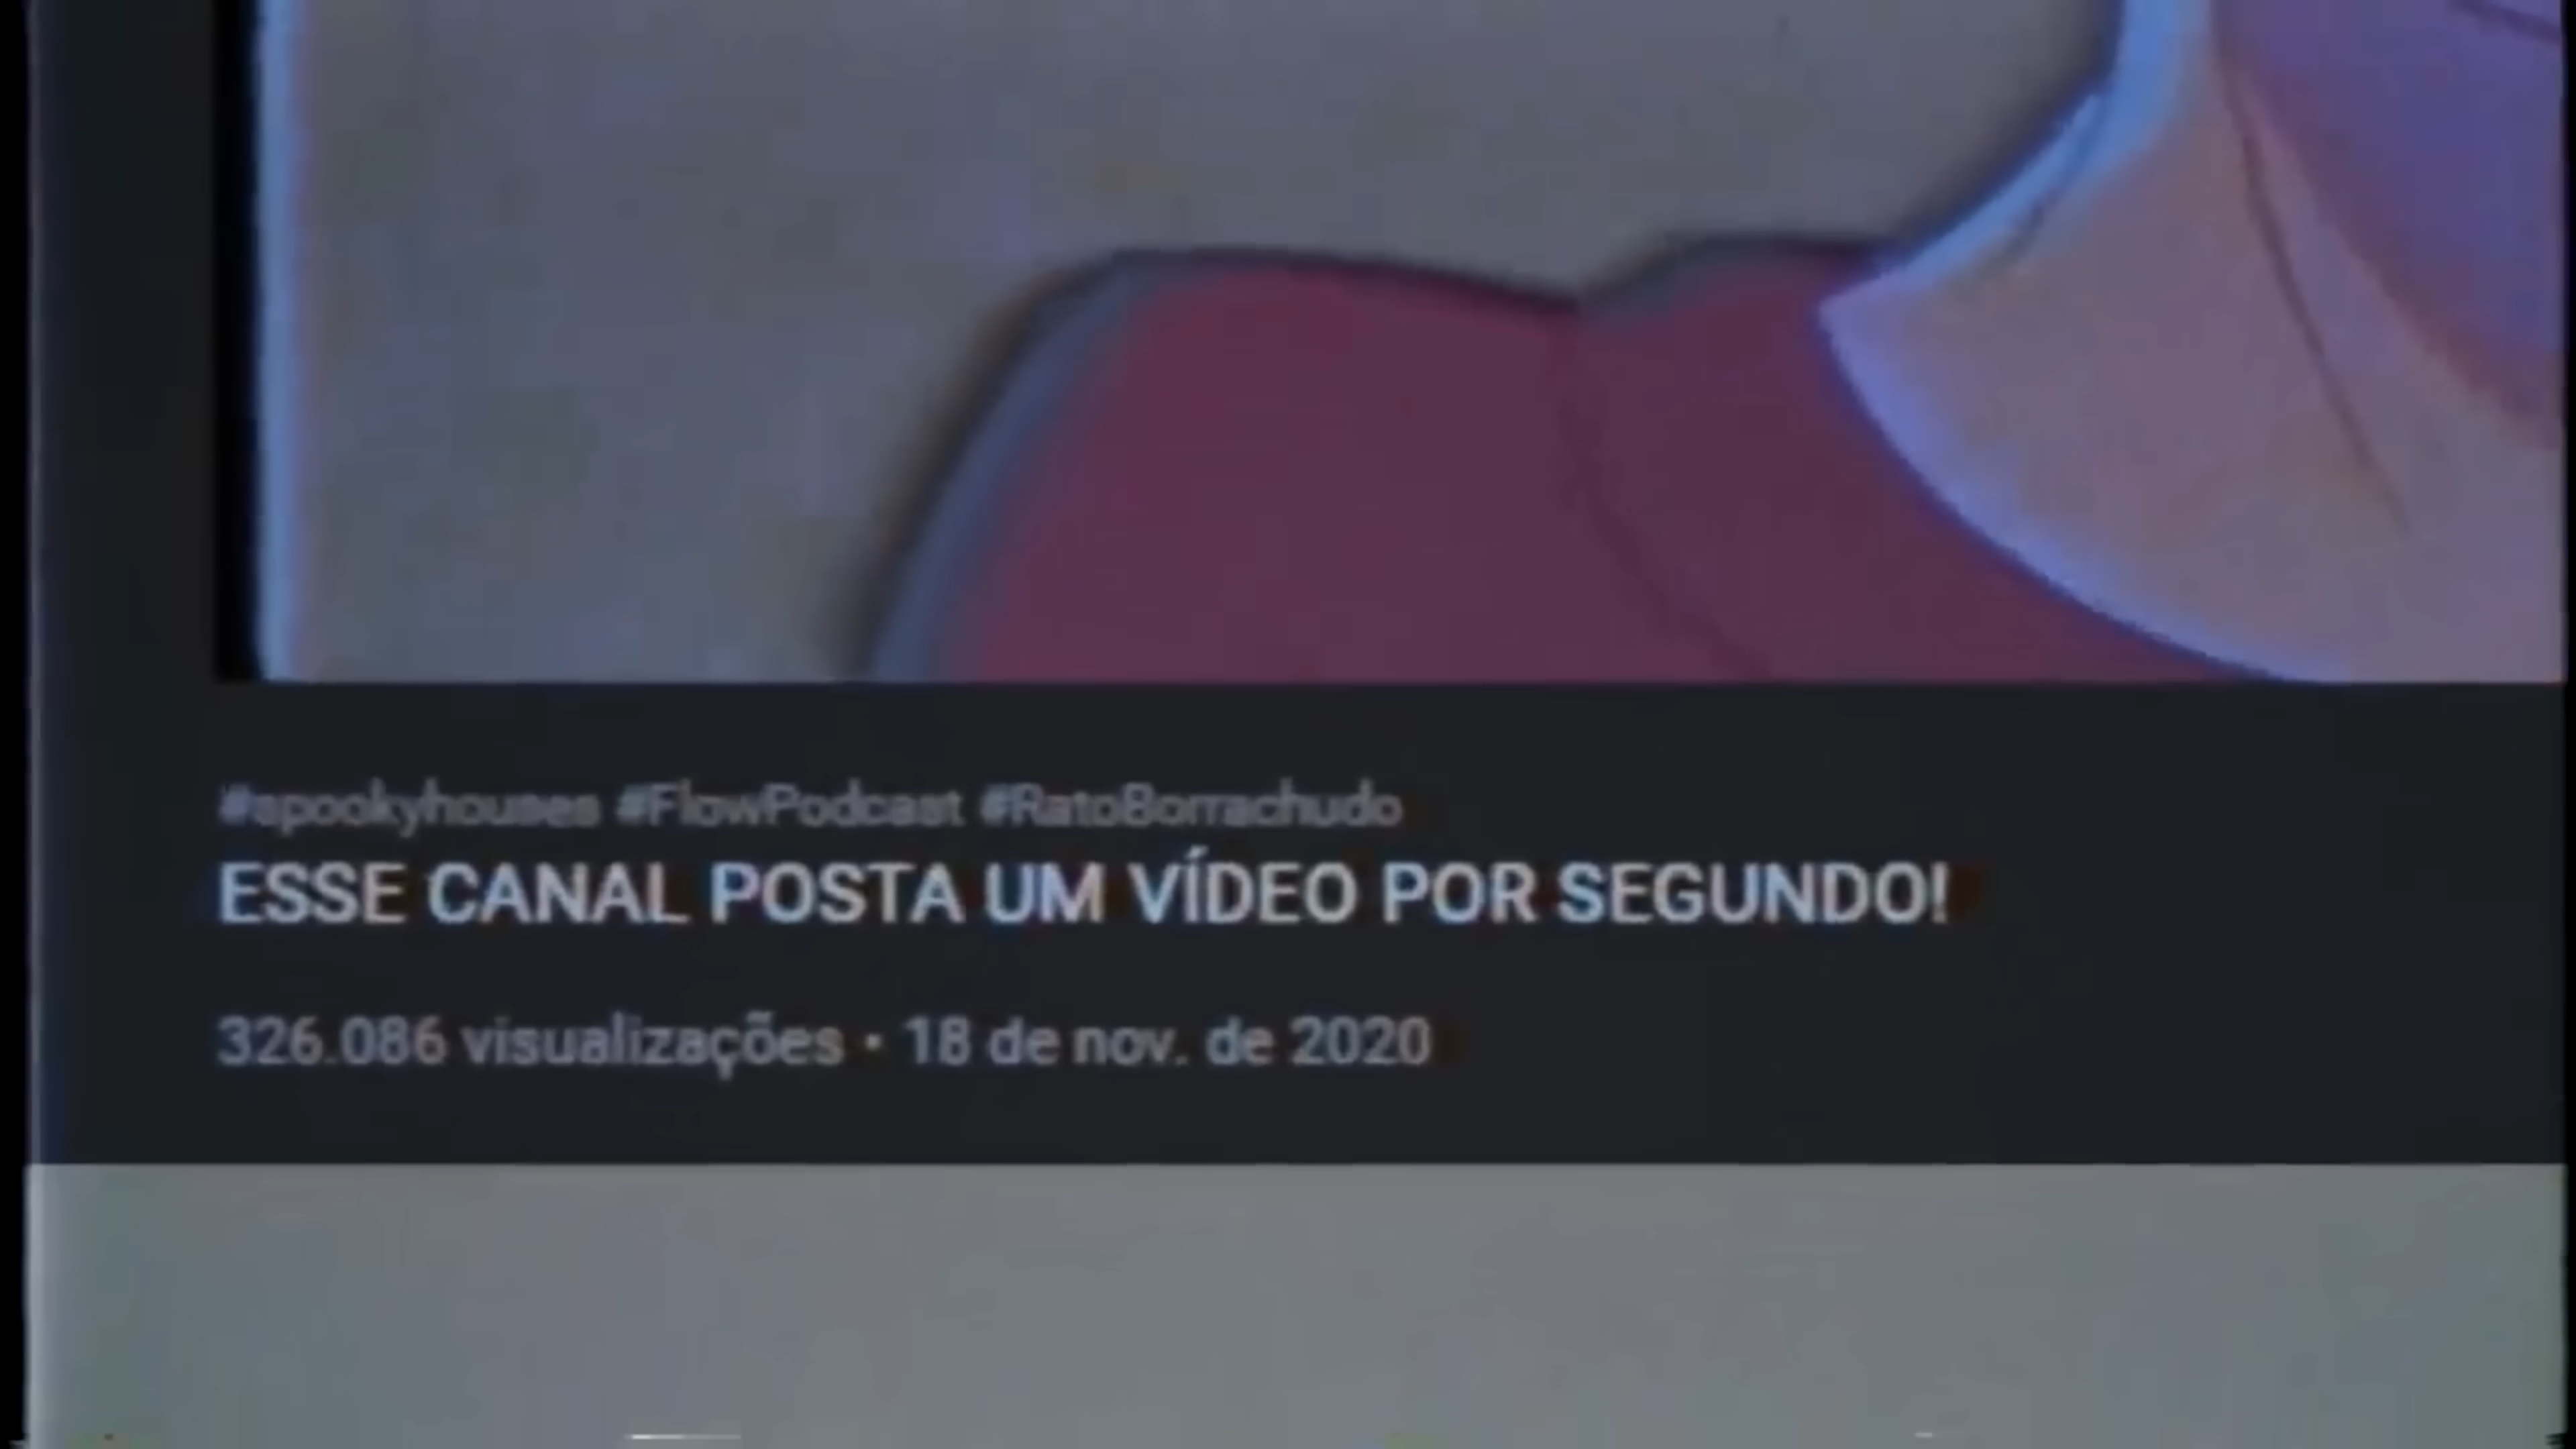 #spookyhouses #FlowPodcast #RatoBorrachudo
ESSE CANAL POSTA UM VÍDEO POR SEGUNDO!
326.086 visualizações • 18 de nov. de 2020